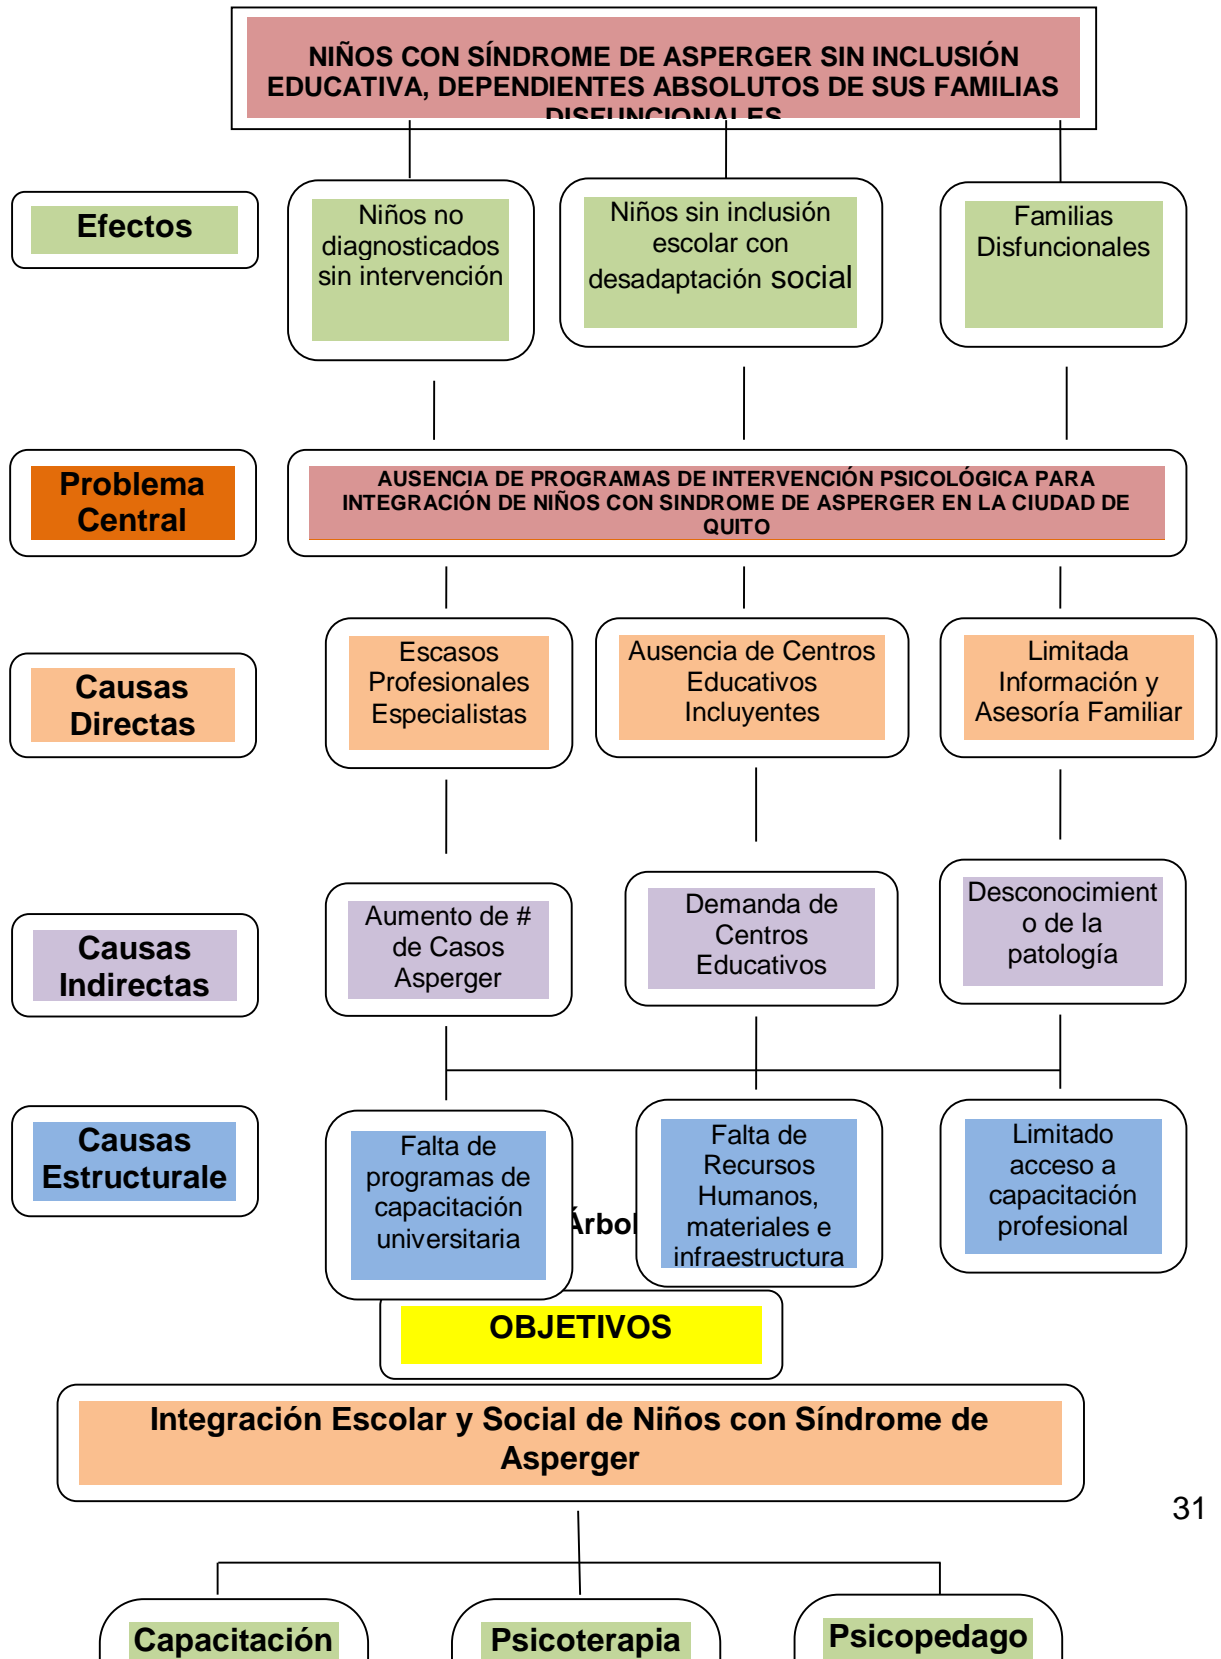 NIÑOS CON SÍNDROME DE ASPERGER SIN INCLUSIÓN
EDUCATIVA, DEPENDIENTES ABSOLUTOS DE SUS FAMILIAS
DISFUNCIONALES
Efectos
Niños no
diagnosticados
sin intervención
Niños sin inclusión
escolar con
desadaptación social
Familias
Disfuncionales
Problema
Central
AUSENCIA DE PROGRAMAS DE INTERVENCIÓN PSICOLÓGICA PARA
INTEGRACIÓN DE NIÑOS CON SINDROME DE ASPERGER EN LA CIUDAD DE
QUITO
Causas
Directas
Escasos
Profesionales
Especialistas
Ausencia de Centros
Educativos
Incluyentes
Limitada
Información y
Asesoría Familiar
Causas
Indirectas
Aumento de #
de Casos
Asperger
Demanda de
Centros
Educativos
Desconocimient
o de la
patología
Causas
Estructurale
Falta de
programas de
capacitación
universitaria
Falta de
Recursos
Humanos,
materiales e
infraestructura
Limitado
acceso a
capacitación
profesional
Árbol
OBJETIVOS
Integración Escolar y Social de Niños con Síndrome de
Asperger
31
Capacitación
Psicoterapia
Psicopedago